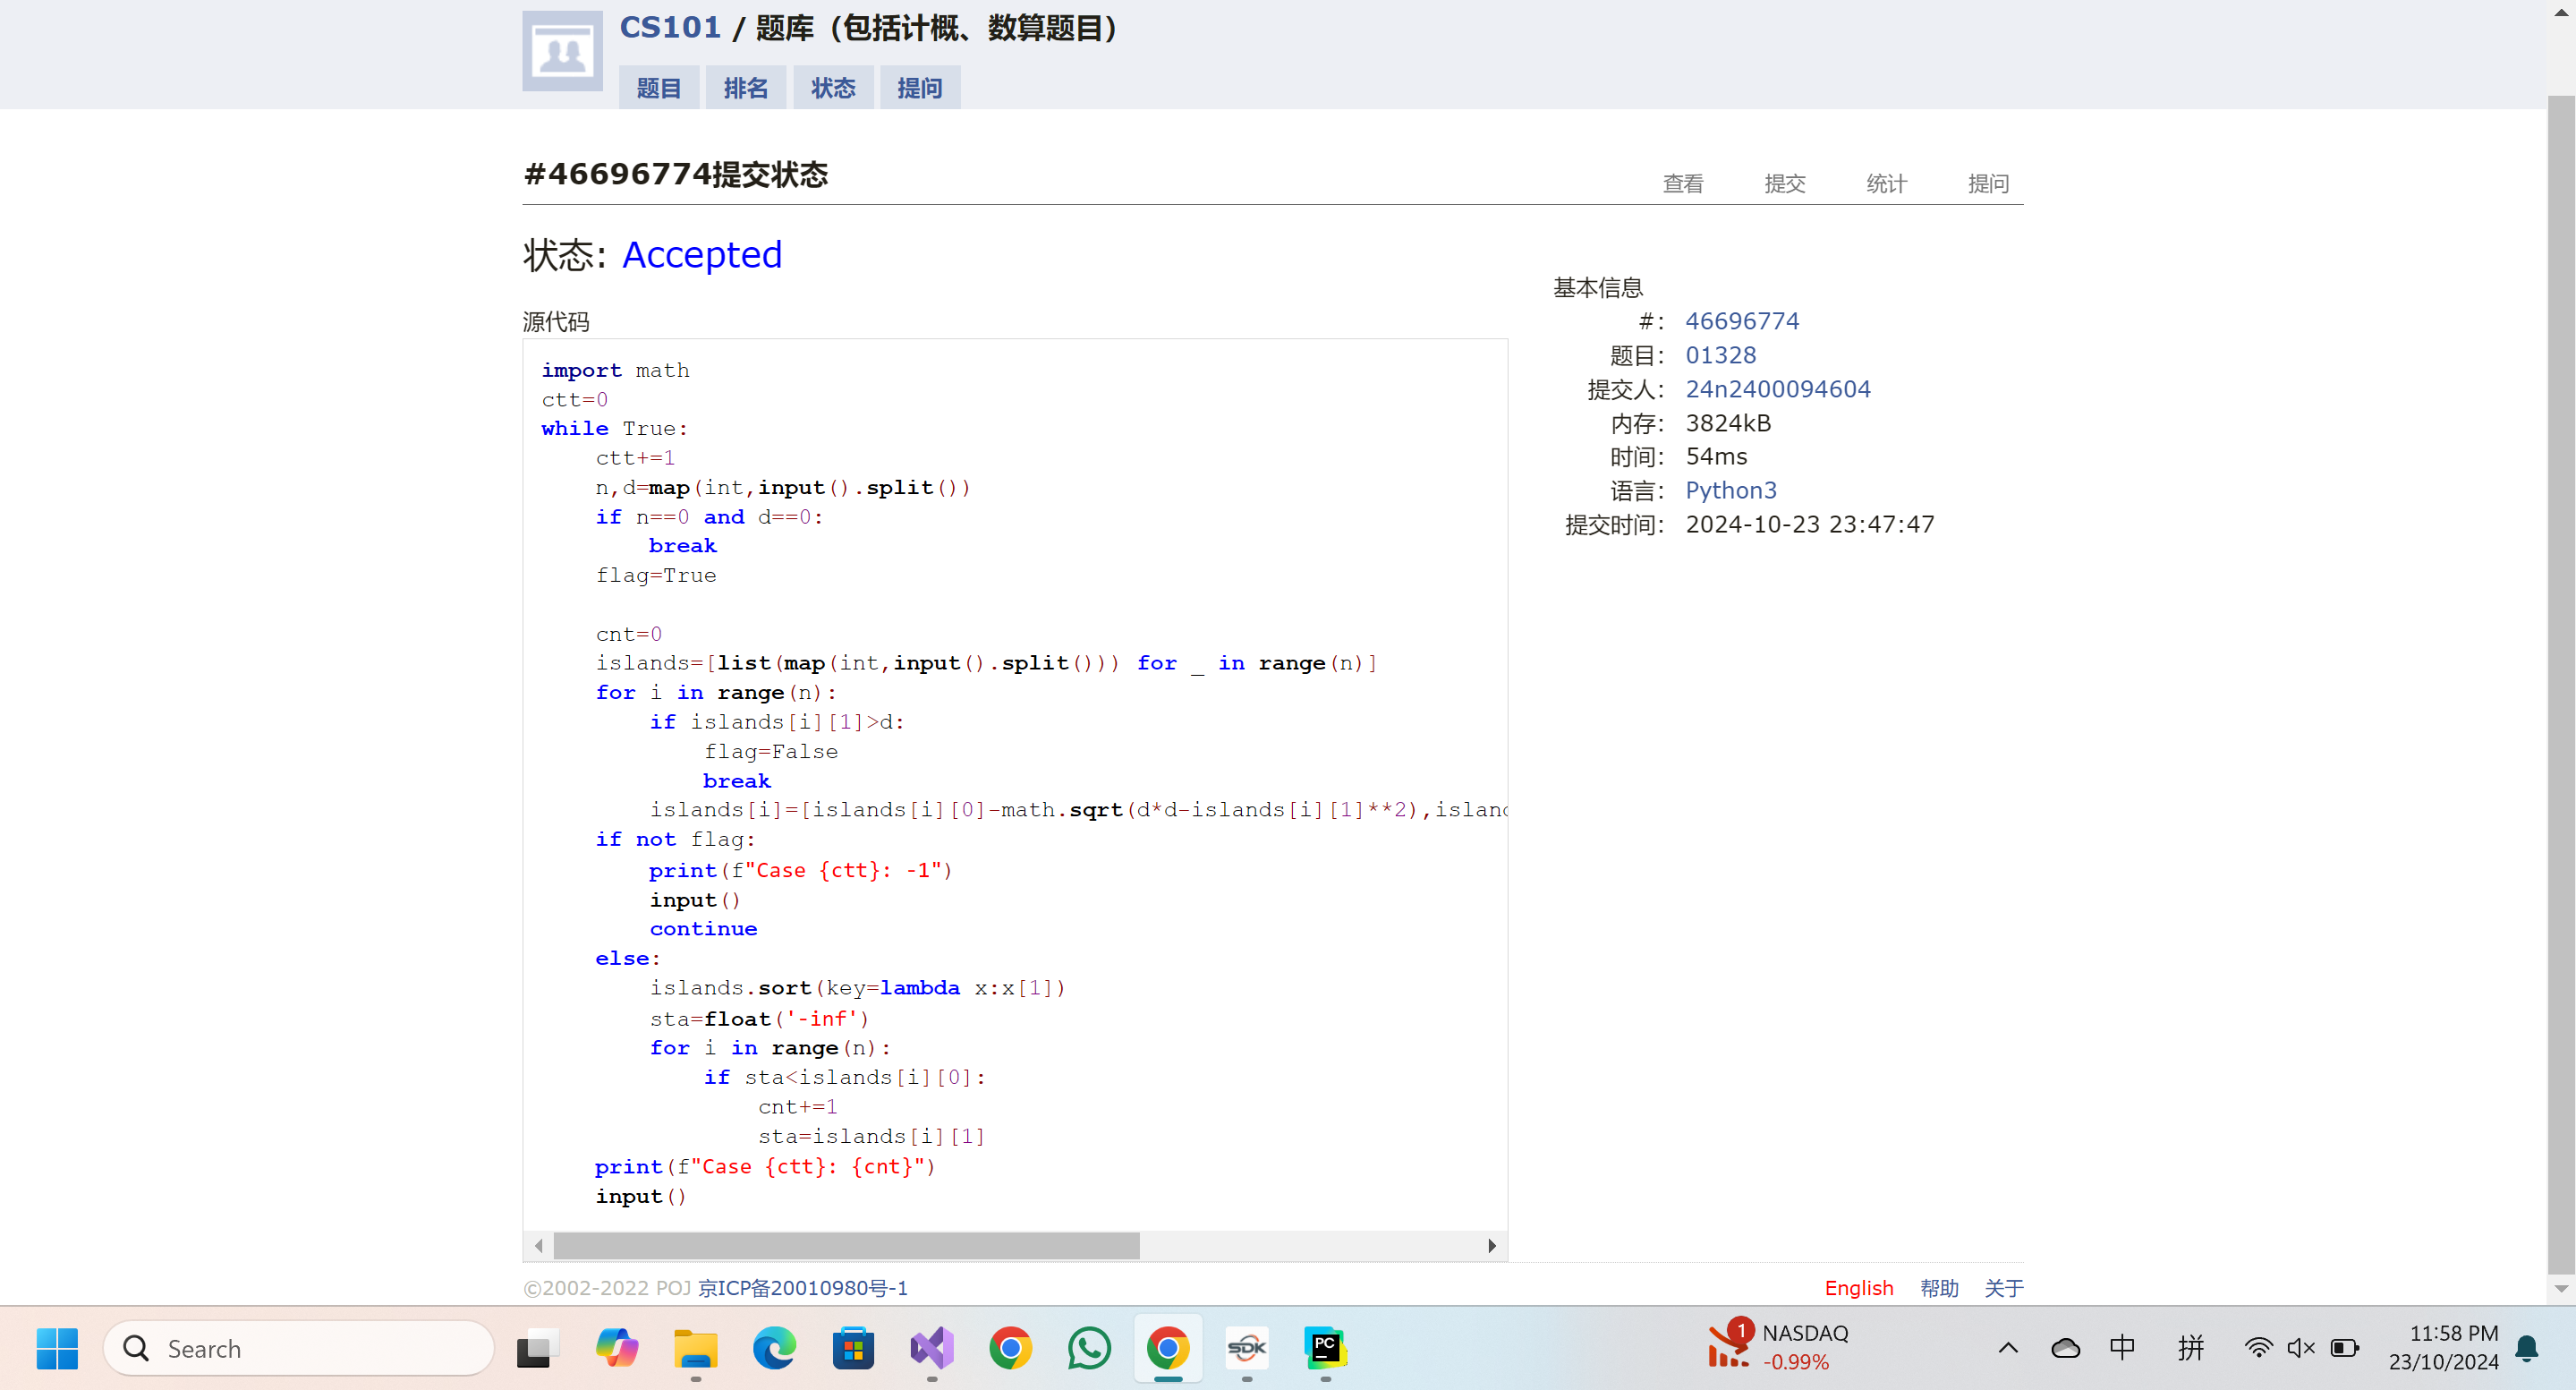 CS101 / 题库（包括计概、数算题目）
题目 排名 状态 提问
#46696774提交状态
查看 提交 统计 提问
状态: Accepted
源代码
import math
ctt=0
while True:
    ctt+=1
    n,d=map(int,input().split())
    if n==0 and d==0:
        break
    flag=True
    cnt=0
    islands=[list(map(int,input().split())) for _ in range(n)]
    for i in range(n):
        if islands[i][1]>d:
            flag=False
            break
        islands[i]=[islands[i][0]-math.sqrt(d*d-islands[i][1]**2),islan
    if not flag:
        print(f"Case {ctt}: -1")
        input()
        continue
    else:
        islands.sort(key=lambda x:x[1])
        sta=float('-inf')
        for i in range(n):
            if sta<islands[i][0]:
                cnt+=1
                sta=islands[i][1]
    print(f"Case {ctt}: {cnt}")
    input()
基本信息
#: 46696774
题目: 01328
提交人: 24n2400094604
内存: 3824kB
时间: 54ms
语言: Python3
提交时间: 2024-10-23 23:47:47
©2002-2022 POJ 京ICP备20010980号-1
English 帮助 关于
Search
SDK
PC
1
NASDAQ
-0.99%
中
拼
11:58 PM
23/10/2024